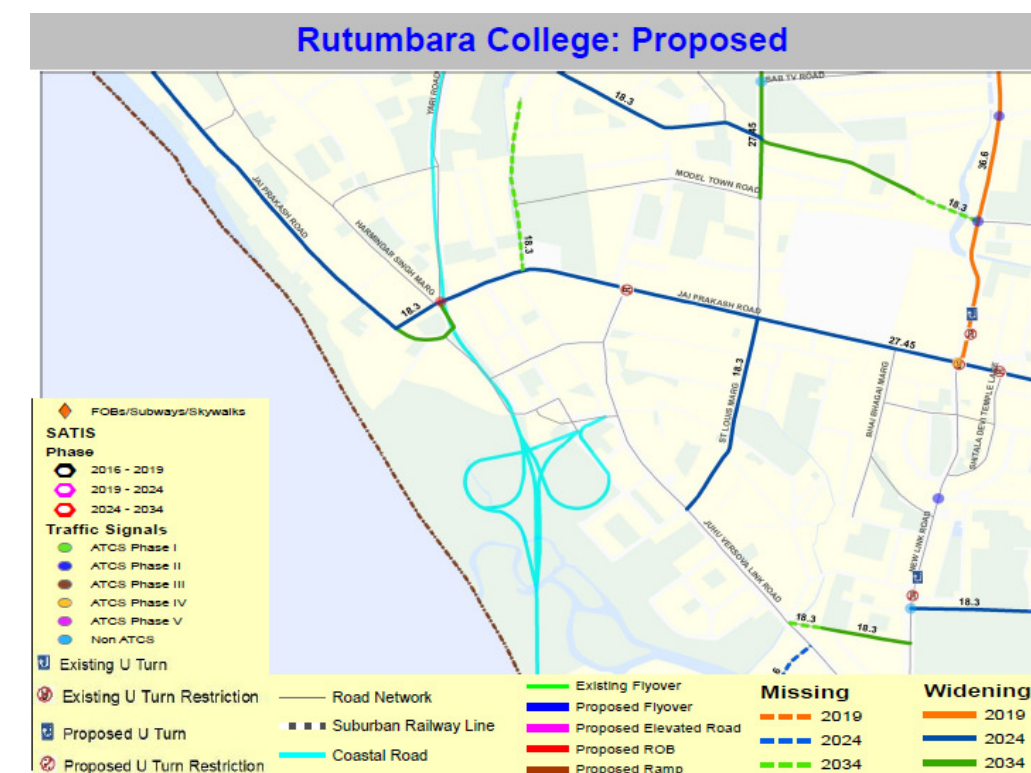 Rutumbara College: Proposed
SAB TV ROAD
YARI ROAD
18.3
27.45
36.6
MODEL TOWN ROAD
18.3
JAI PRAKASH ROAD
HARMINDAR SINGH MARG
18.3
18.3
JAI PRAKASH ROAD
27.45
18.3
ST LOUIS MARG
BHAI BHAGAI MARG
SHITALA DEVI TEMPLE LANE
NEW LINK ROAD
JUHU VERSOVA LINK ROAD
18.3
18.3
18.3
FOBs/Subways/Skywalks
SATIS
Phase
2016 - 2019
2019 - 2024
2024 - 2034
Traffic Signals
ATCS Phase I
ATCS Phase II
ATCS Phase III
ATCS Phase IV
ATCS Phase V
Non ATCS
Existing U Turn
Existing U Turn Restriction
Proposed U Turn
Proposed U Turn Restriction
Road Network
Suburban Railway Line
Coastal Road
Existing Flyover
Proposed Flyover
Proposed Elevated Road
Proposed ROB
Proposed Ramp
Missing
2019
2024
2034
Widening
2019
2024
2034